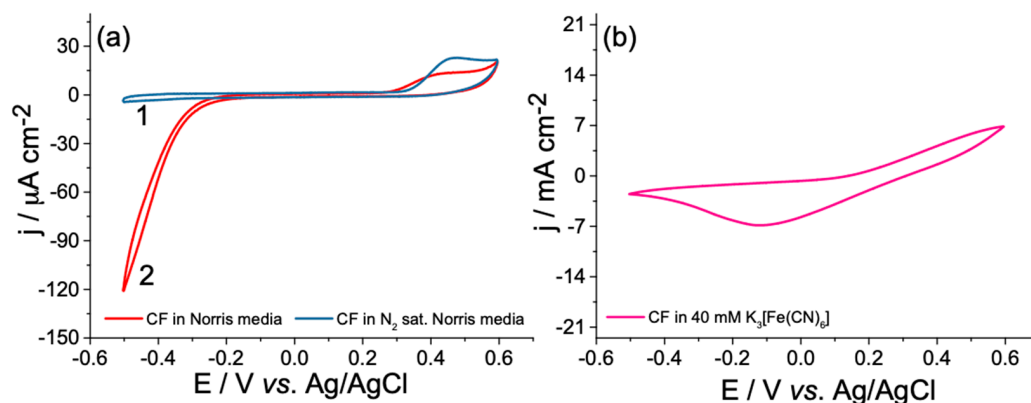 (a)
30
0
-30
-60
-90
-120
-150
j / µA cm-2
1
2
CF in Norris media
CF in N2 sat. Norris media
-0.6 -0.4 -0.2 0.0 0.2 0.4 0.6
E / V vs. Ag/AgCl
(b)
21
14
7
0
-7
-14
-21
j / mA cm-2
CF in 40 mM K3[Fe(CN)6]
-0.6 -0.4 -0.2 0.0 0.2 0.4 0.6
E / V vs. Ag/AgCl